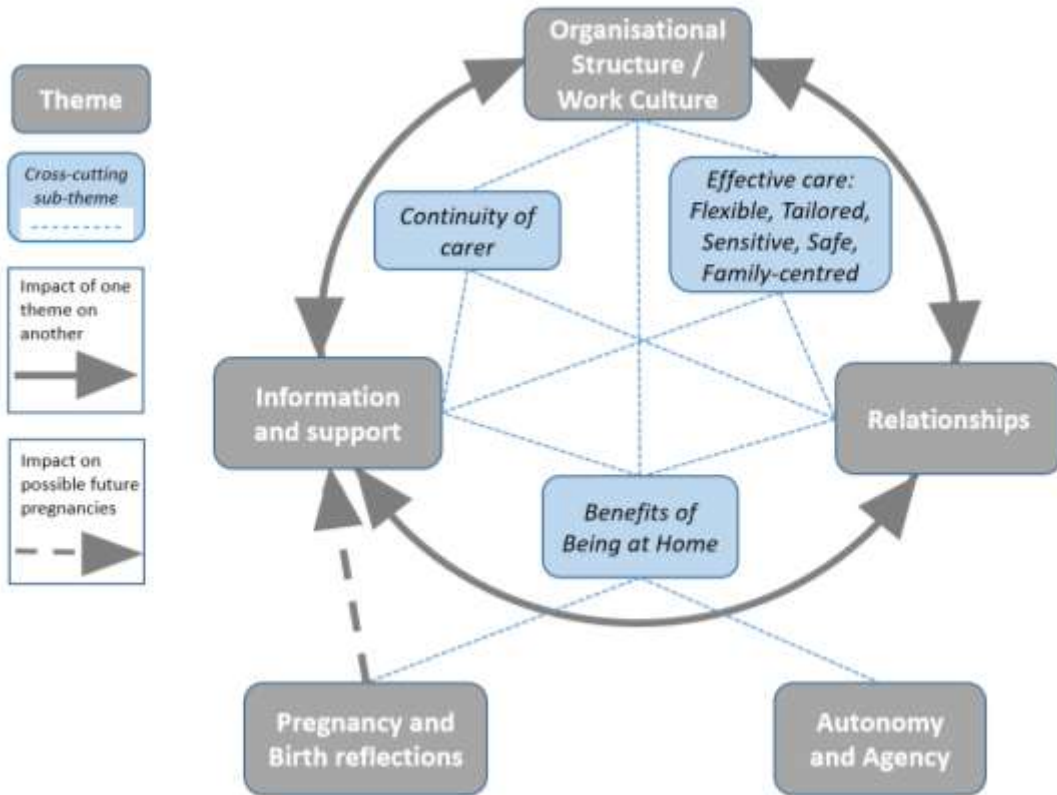 Theme
Cross-cutting
sub-theme
Impact of one
theme on
another
Impact on
possible future
pregnancies
Organisational
Structure /
Work Culture
Continuity of
carer
Effective care:
Flexible, Tailored,
Sensitive, Safe,
Family-centred
Information
and support
Relationships
Benefits of
Being at Home
Pregnancy and
Birth reflections
Autonomy
and Agency